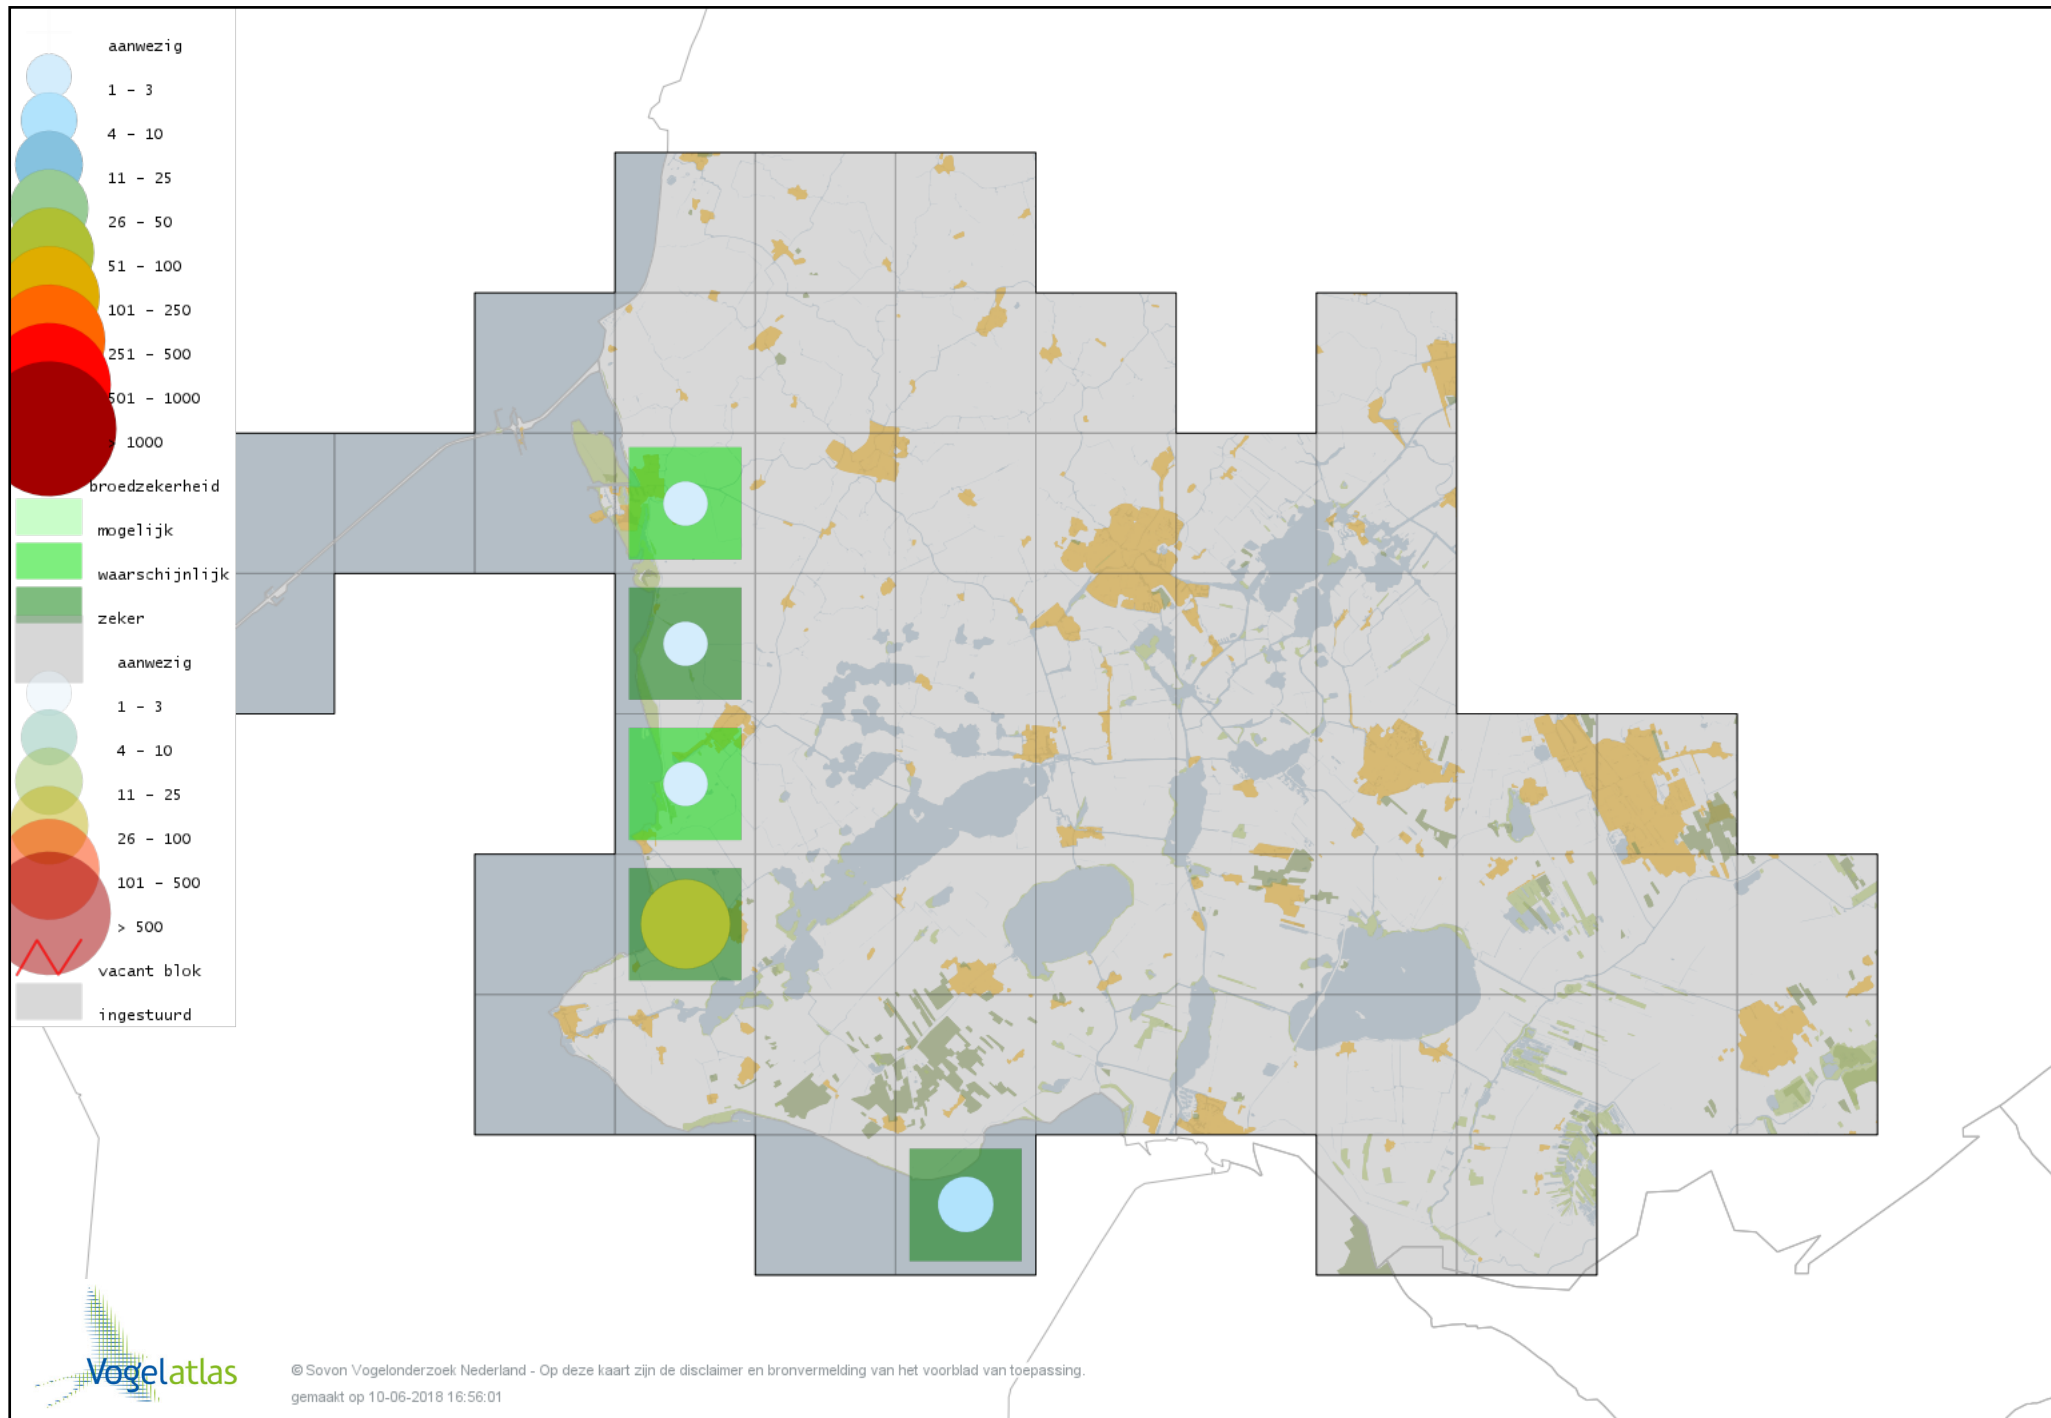 aanwezig
1 - 3
4 - 10
11 - 25
26 - 50
51 - 100
101 - 250
251 - 500
501 - 1000
> 1000
broedzekerheid
mogelijk
waarschijnlijk
zeker
aanwezig
1 - 3
4 - 10
11 - 25
26 - 100
101 - 500
> 500
vacant blok
ingestuurd
Vogelatlas
© Sovon Vogelonderzoek Nederland - Op deze kaart zijn de disclaimer en bronvermelding van het voorblad van toepassing.
gemaakt op 10-06-2018 16:56:01